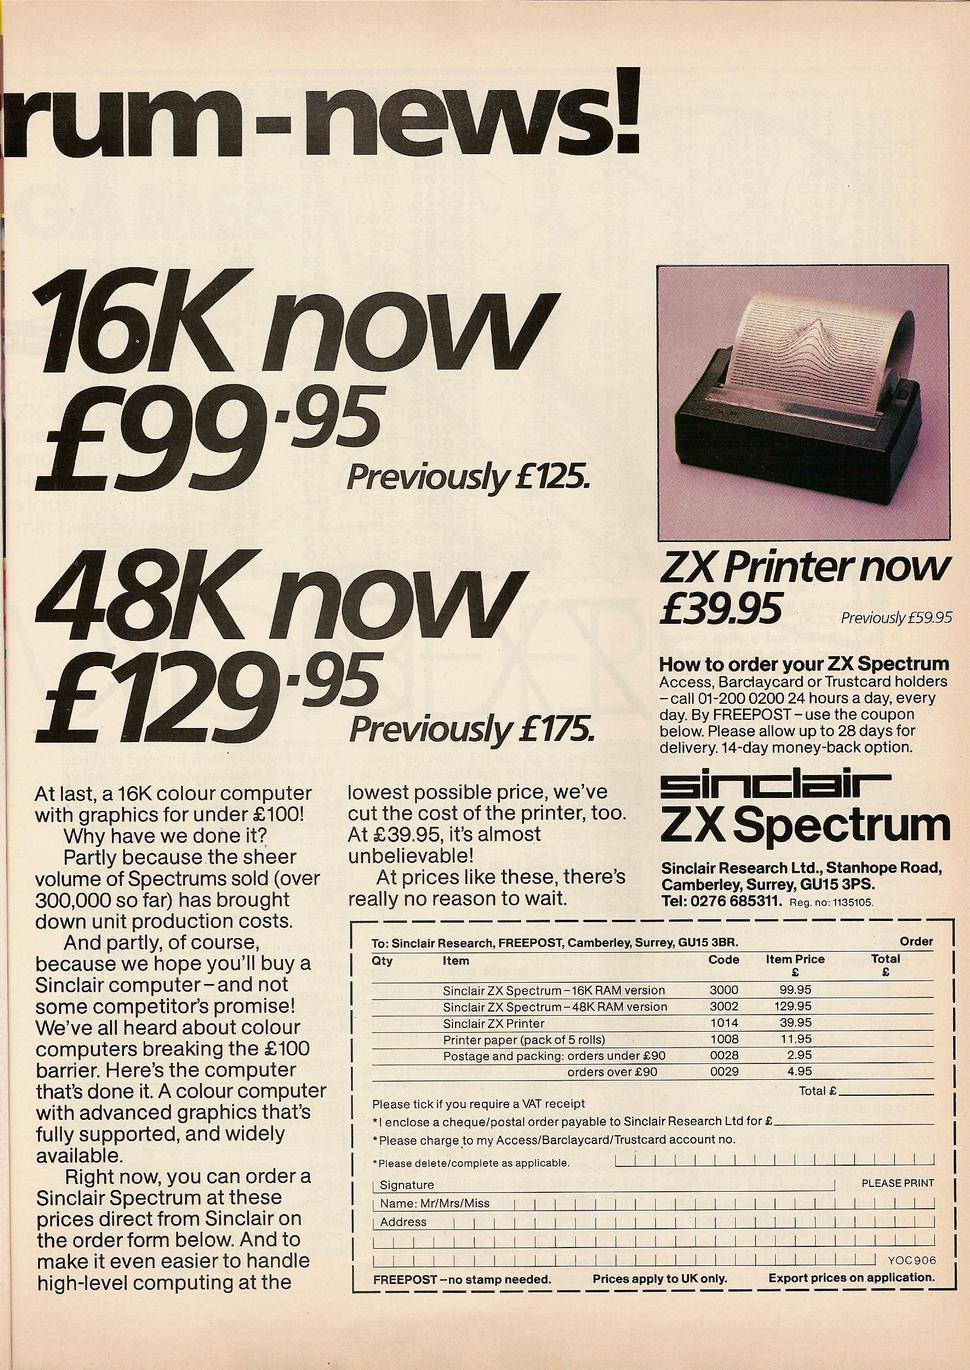 rum-news!
16K now
£99.95
Previously £125.
48K now
£129.95
Previously £175.
At last, a 16K colour computer
with graphics for under £100!
Why have we done it?
Partly because the sheer
volume of Spectrums sold (over
300,000 so far) has brought
down unit production costs.
And partly, of course,
because we hope you'll buy a
Sinclair computer – and not
some competitor's promise!
We've all heard about colour
computers breaking the £100
barrier. Here's the computer
that's done it. A colour computer
with advanced graphics that's
fully supported, and widely
available.
Right now, you can order a
Sinclair Spectrum at these
prices direct from Sinclair on
the order form below. And to
make it even easier to handle
high-level computing at the
lowest possible price, we've
cut the cost of the printer, too.
At £39.95, it's almost
unbelievable!
At prices like these, there's
really no reason to wait.
ZX Printer now
£39.95 Previously £59.95
How to order your ZX Spectrum
Access, Barclaycard or Trustcard holders
– call 01-200 0200 24 hours a day, every
day. By FREEPOST – use the coupon
below. Please allow up to 28 days for
delivery. 14-day money-back option.
sinclair
ZX Spectrum
Sinclair Research Ltd., Stanhope Road,
Camberley, Surrey, GU15 3PS.
Tel: 0276 685311. Reg. no: 1135105.
To: Sinclair Research, FREEPOST, Camberley, Surrey, GU15 3BR. Order
Qty Item Code Item Price Total
£ £
Sinclair ZX Spectrum – 16K RAM version 3000 99.95
Sinclair ZX Spectrum – 48K RAM version 3002 129.95
Sinclair ZX Printer 1014 39.95
Printer paper (pack of 5 rolls) 1008 11.95
Postage and packing: orders under £90 0028 2.95
orders over £90 0029 4.95
Total £
Please tick if you require a VAT receipt
*I enclose a cheque/postal order payable to Sinclair Research Ltd for £
*Please charge to my Access/Barclaycard/Trustcard account no.
*Please delete/complete as applicable.
Signature PLEASE PRINT
Name: Mr/Mrs/Miss
Address
YOC906
FREEPOST – no stamp needed. Prices apply to UK only. Export prices on application.